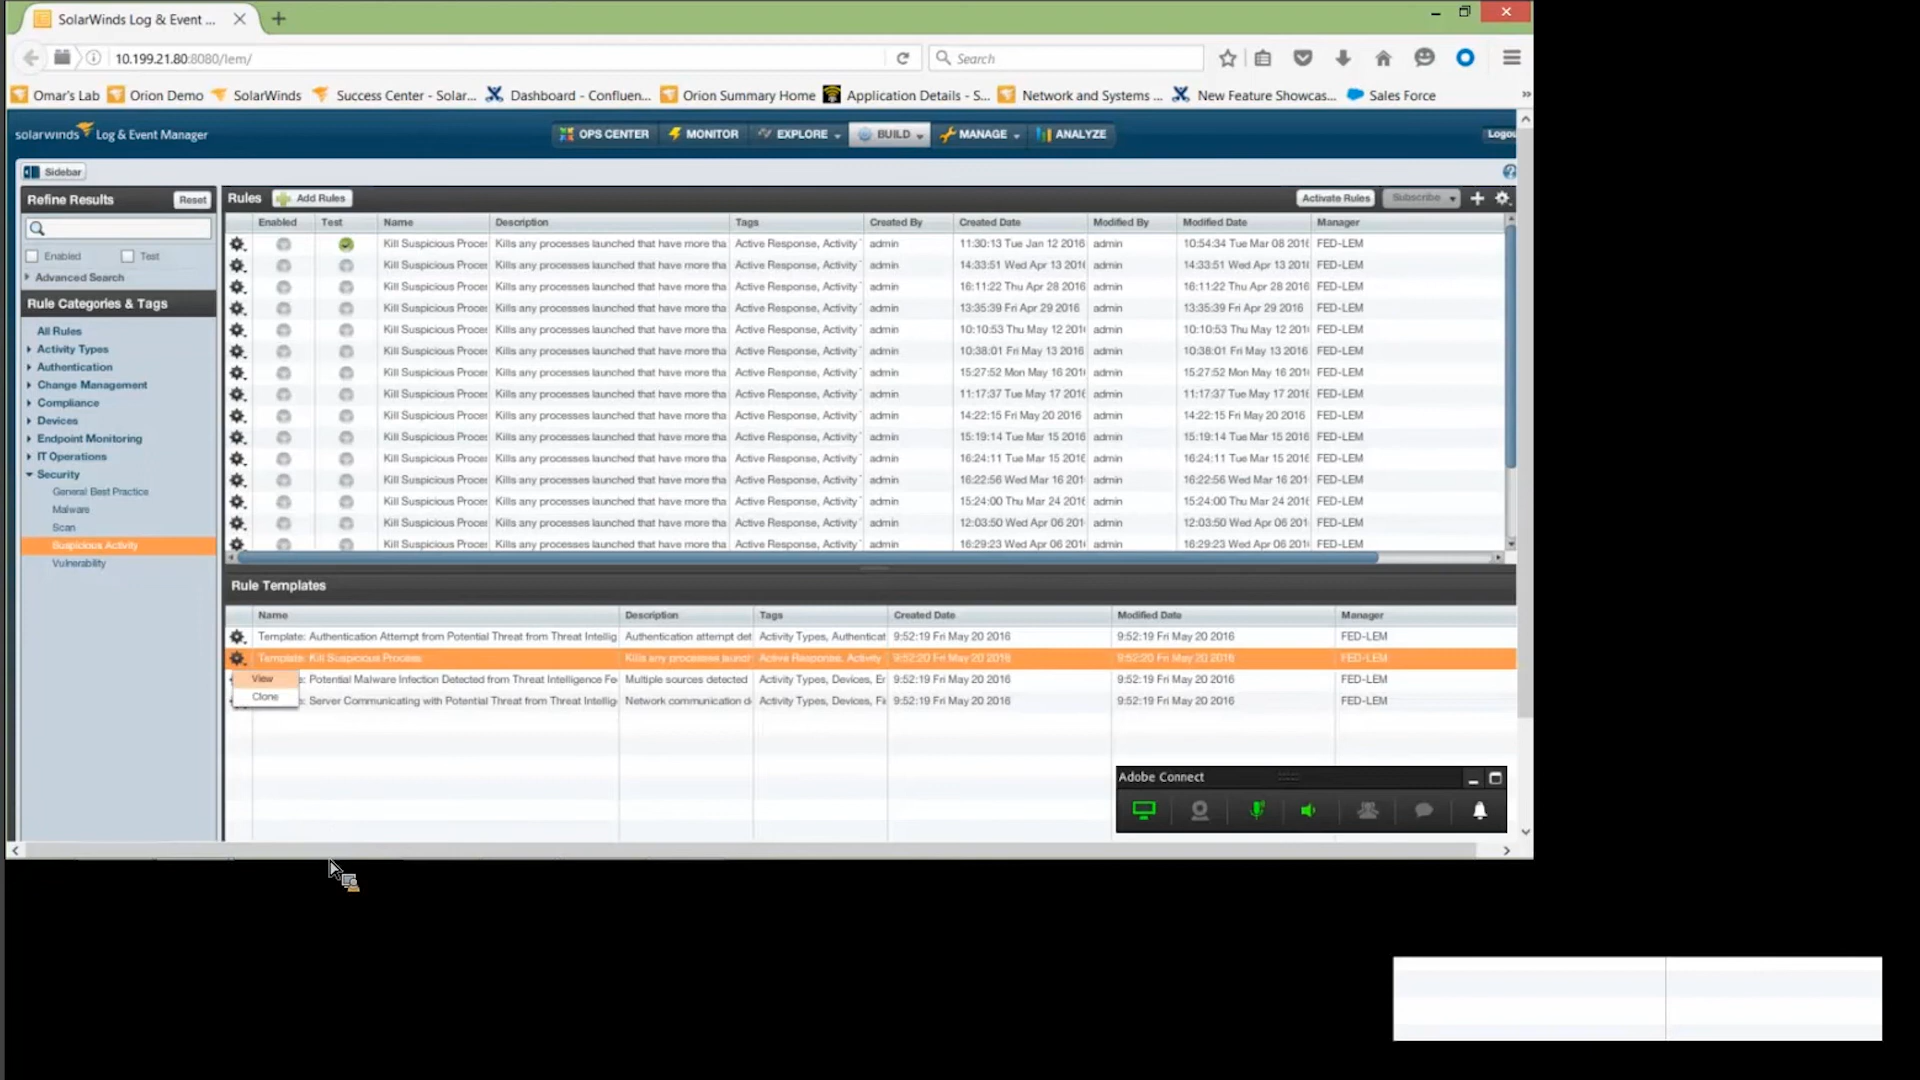 SolarWinds Log & Event ...
10.199.21.80:8080/lem/
Search
Omar's Lab Orion Demo SolarWinds Success Center - Solar... Dashboard - Confluen... Orion Summary Home Application Details - S... Network and Systems ... New Feature Showcas... Sales Force
solarwinds Log & Event Manager OPS CENTER MONITOR EXPLORE BUILD MANAGE ANALYZE Logou
Sidebar
Refine Results Reset
Enabled Test
Advanced Search
Rule Categories & Tags
All Rules
Activity Types
Authentication
Change Management
Compliance
Devices
Endpoint Monitoring
IT Operations
Security
General Best Practice
Malware
Scan
Suspicious Activity
Vulnerability
Rules Add Rules Activate Rules Subscribe
Enabled Test Name Description Tags Created By Created Date Modified By Modified Date Manager
Kill Suspicious Proces Kills any processes launched that have more tha Active Response, Activity admin 11:30:13 Tue Jan 12 2016 admin 10:54:34 Tue Mar 08 2016 FED-LEM
Kill Suspicious Proces Kills any processes launched that have more tha Active Response, Activity admin 14:33:51 Wed Apr 13 2016 admin 14:33:51 Wed Apr 13 2016 FED-LEM
Kill Suspicious Proces Kills any processes launched that have more tha Active Response, Activity admin 16:11:22 Thu Apr 28 2016 admin 16:11:22 Thu Apr 28 2016 FED-LEM
Kill Suspicious Proces Kills any processes launched that have more tha Active Response, Activity admin 13:35:39 Fri Apr 29 2016 admin 13:35:39 Fri Apr 29 2016 FED-LEM
Kill Suspicious Proces Kills any processes launched that have more tha Active Response, Activity admin 10:10:53 Thu May 12 201 admin 10:10:53 Thu May 12 201 FED-LEM
Kill Suspicious Proces Kills any processes launched that have more tha Active Response, Activity admin 10:38:01 Fri May 13 2016 admin 10:38:01 Fri May 13 2016 FED-LEM
Kill Suspicious Proces Kills any processes launched that have more tha Active Response, Activity admin 15:27:52 Mon May 16 201 admin 15:27:52 Mon May 16 201 FED-LEM
Kill Suspicious Proces Kills any processes launched that have more tha Active Response, Activity admin 11:17:37 Tue May 17 2016 admin 11:17:37 Tue May 17 2016 FED-LEM
Kill Suspicious Proces Kills any processes launched that have more tha Active Response, Activity admin 14:22:15 Fri May 20 2016 admin 14:22:15 Fri May 20 2016 FED-LEM
Kill Suspicious Proces Kills any processes launched that have more tha Active Response, Activity admin 15:19:14 Tue Mar 15 2016 admin 15:19:14 Tue Mar 15 2016 FED-LEM
Kill Suspicious Proces Kills any processes launched that have more tha Active Response, Activity admin 16:24:11 Tue Mar 15 2016 admin 16:24:11 Tue Mar 15 2016 FED-LEM
Kill Suspicious Proces Kills any processes launched that have more tha Active Response, Activity admin 16:22:56 Wed Mar 16 201 admin 16:22:56 Wed Mar 16 201 FED-LEM
Kill Suspicious Proces Kills any processes launched that have more tha Active Response, Activity admin 15:24:00 Thu Mar 24 2016 admin 15:24:00 Thu Mar 24 2016 FED-LEM
Kill Suspicious Proces Kills any processes launched that have more tha Active Response, Activity admin 12:03:50 Wed Apr 06 201 admin 12:03:50 Wed Apr 06 201 FED-LEM
Kill Suspicious Proces Kills any processes launched that have more tha Active Response, Activity admin 16:29:23 Wed Apr 06 201 admin 16:29:23 Wed Apr 06 201 FED-LEM
Rule Templates
Name Description Tags Created Date Modified Date Manager
Template: Authentication Attempt from Potential Threat from Threat Intellig Authentication attempt det Activity Types, Authenticat 9:52:19 Fri May 20 2016 9:52:19 Fri May 20 2016 FED-LEM
Template: Kill Suspicious Process Kills any processes launch Active Response, Activity 9:52:20 Fri May 20 2016 9:52:20 Fri May 20 2016 FED-LEM
View e: Potential Malware Infection Detected from Threat Intelligence Fe Multiple sources detected Activity Types, Devices, Er 9:52:19 Fri May 20 2016 9:52:19 Fri May 20 2016 FED-LEM
Clone : Server Communicating with Potential Threat from Threat Intellig Network communication d Activity Types, Devices, Fi 9:52:19 Fri May 20 2016 9:52:19 Fri May 20 2016 FED-LEM
Adobe Connect